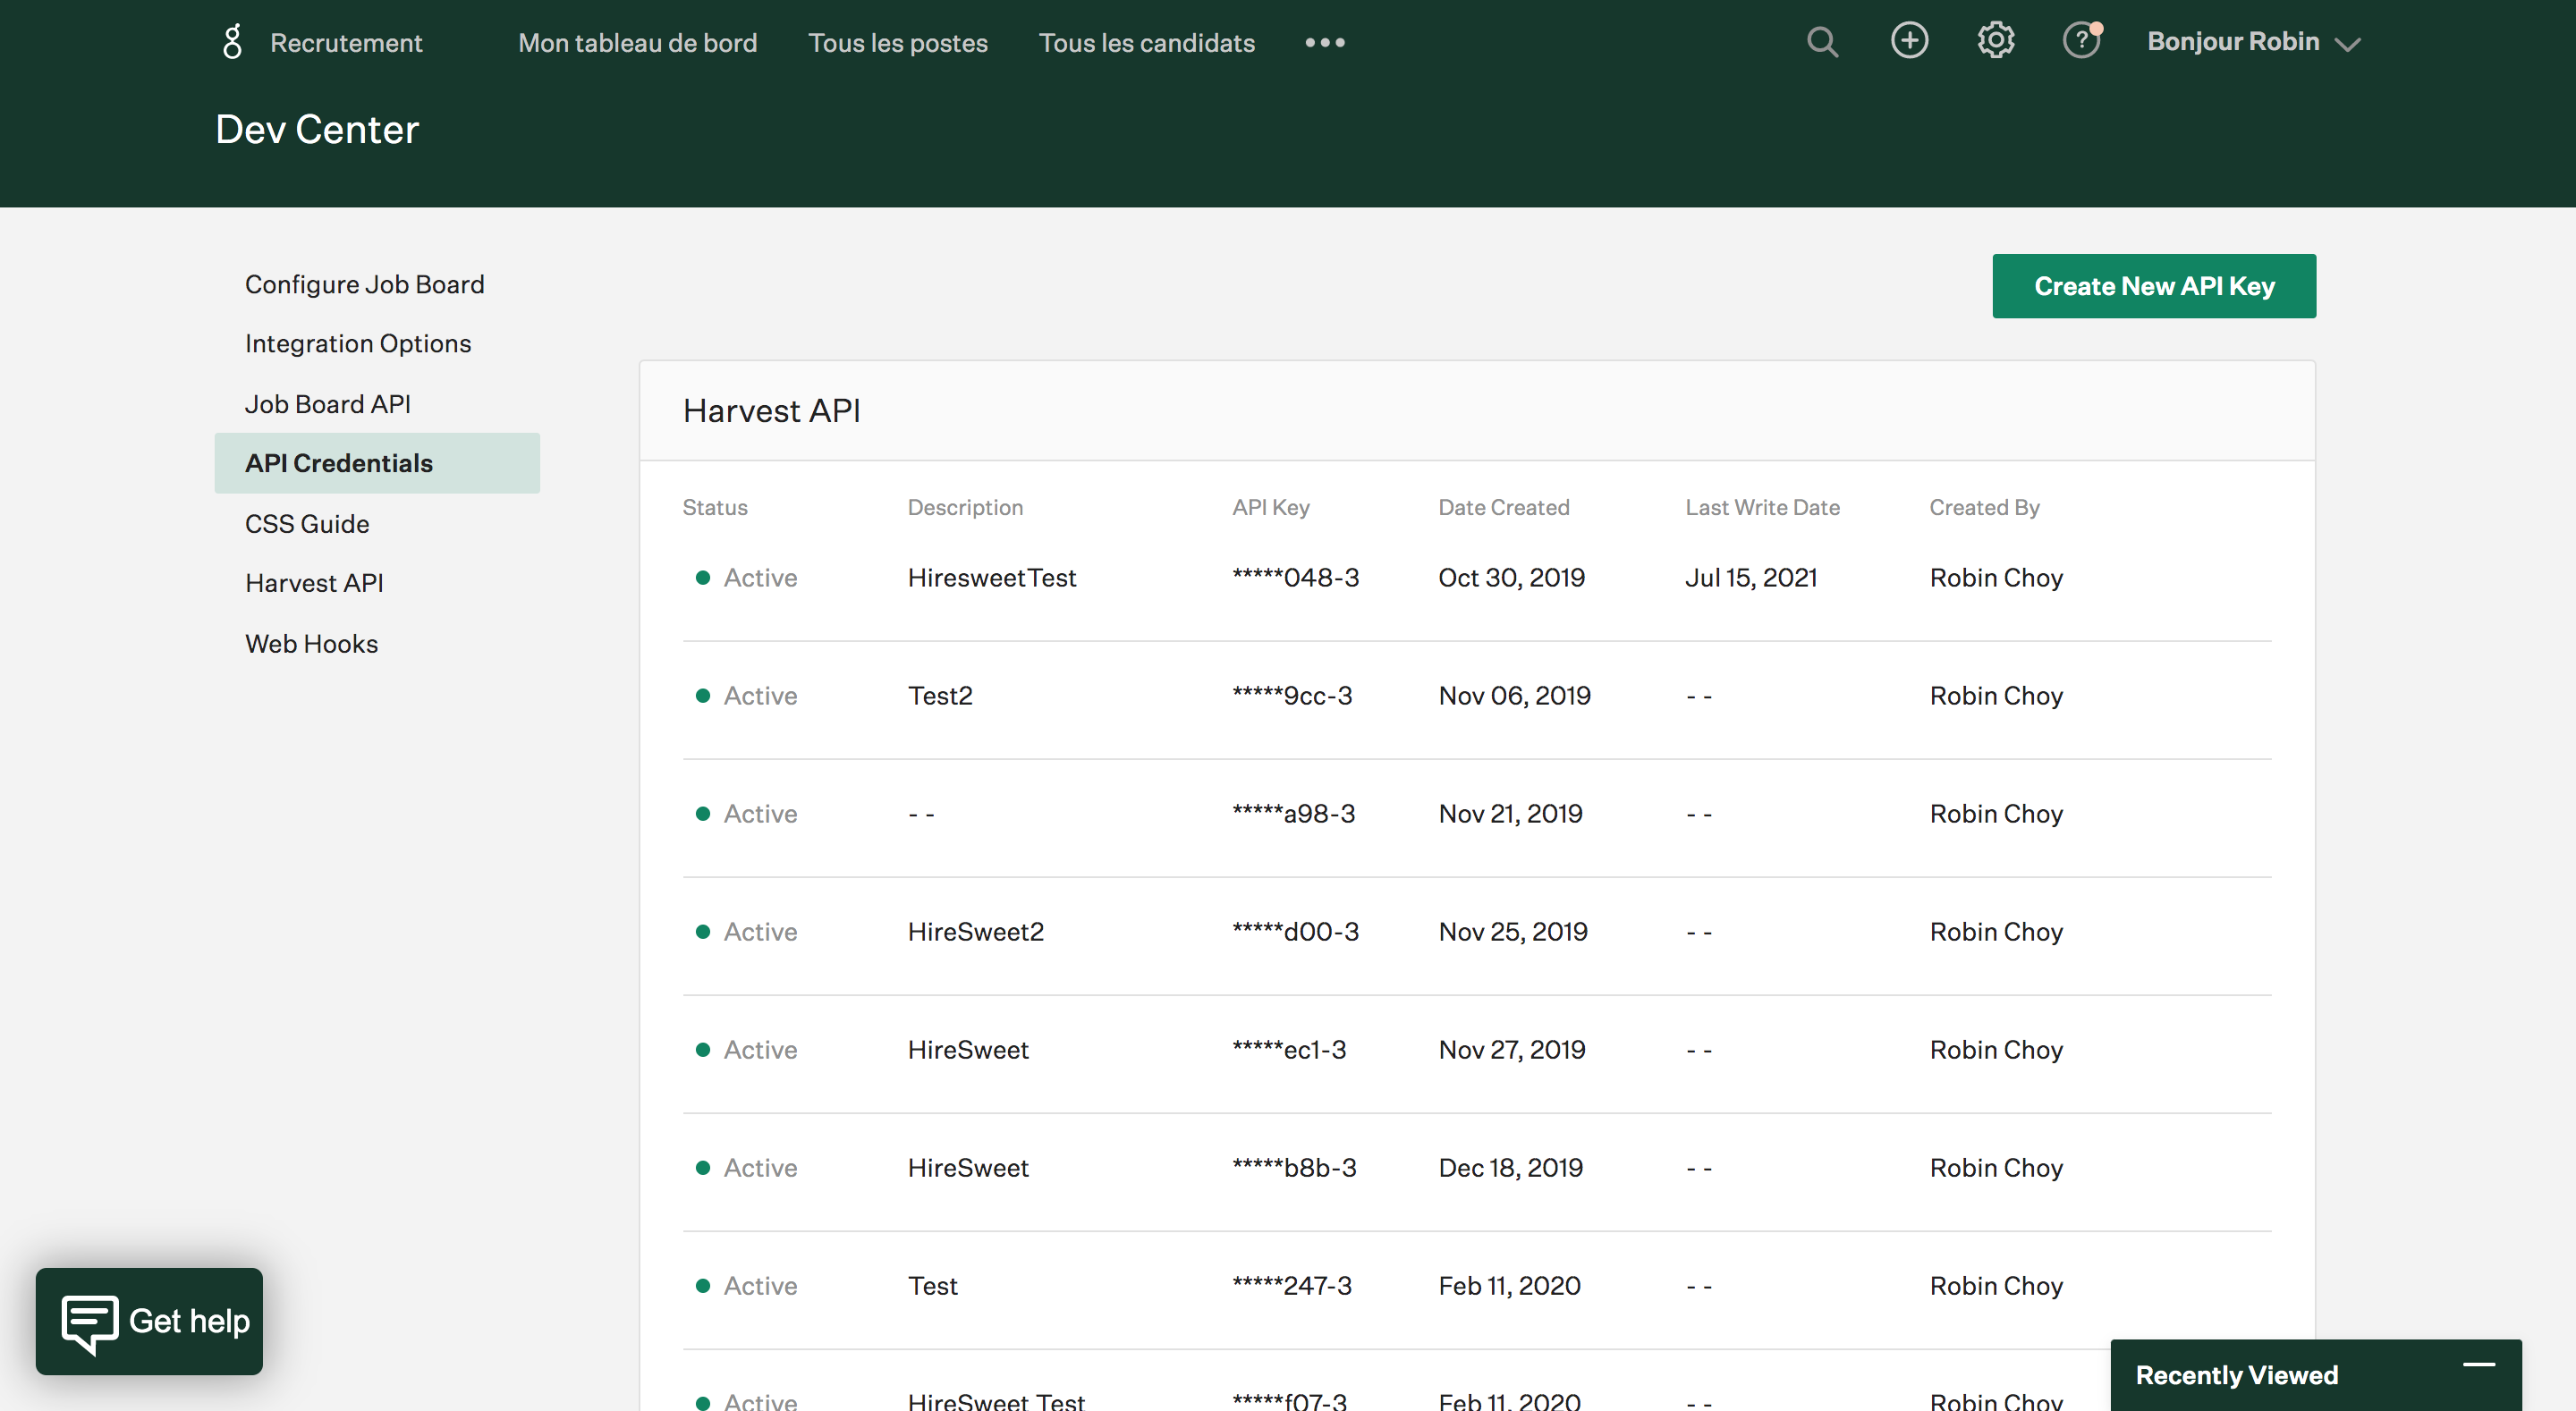 Recrutement Mon tableau de bord Tous les postes Tous les candidats ••• Bonjour Robin
Dev Center
Configure Job Board
Integration Options
Job Board API
API Credentials
CSS Guide
Harvest API
Web Hooks
Create New API Key
Harvest API
Status Description API Key Date Created Last Write Date Created By
Active HiresweetTest *****048-3 Oct 30, 2019 Jul 15, 2021 Robin Choy
Active Test2 *****9cc-3 Nov 06, 2019 - - Robin Choy
Active - - *****a98-3 Nov 21, 2019 - - Robin Choy
Active HireSweet2 *****d00-3 Nov 25, 2019 - - Robin Choy
Active HireSweet *****ec1-3 Nov 27, 2019 - - Robin Choy
Active HireSweet *****b8b-3 Dec 18, 2019 - - Robin Choy
Active Test *****247-3 Feb 11, 2020 - - Robin Choy
Active HireSweet Test *****f07-3 Feb 11, 2020 - - Robin Choy
Get help
Recently Viewed